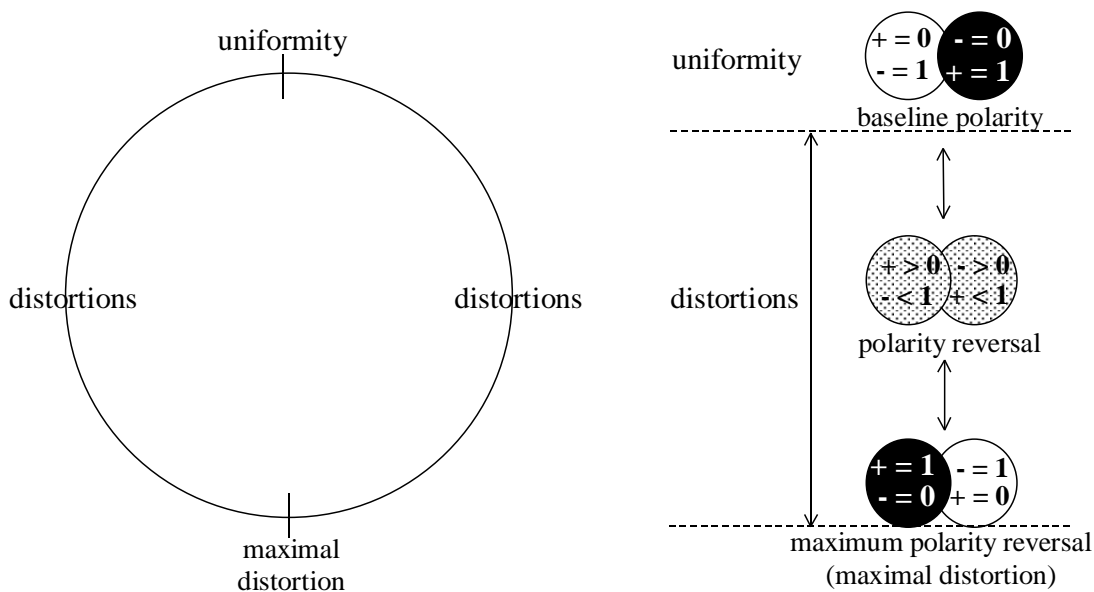 uniformity
distortions
distortions
maximal
distortion
uniformity
+ = 0
- = 1
- = 0
+ = 1
baseline polarity
distortions
+ > 0
- < 1
- > 0
+ < 1
polarity reversal
+ = 1
- = 0
- = 1
+ = 0
maximum polarity reversal
(maximal distortion)